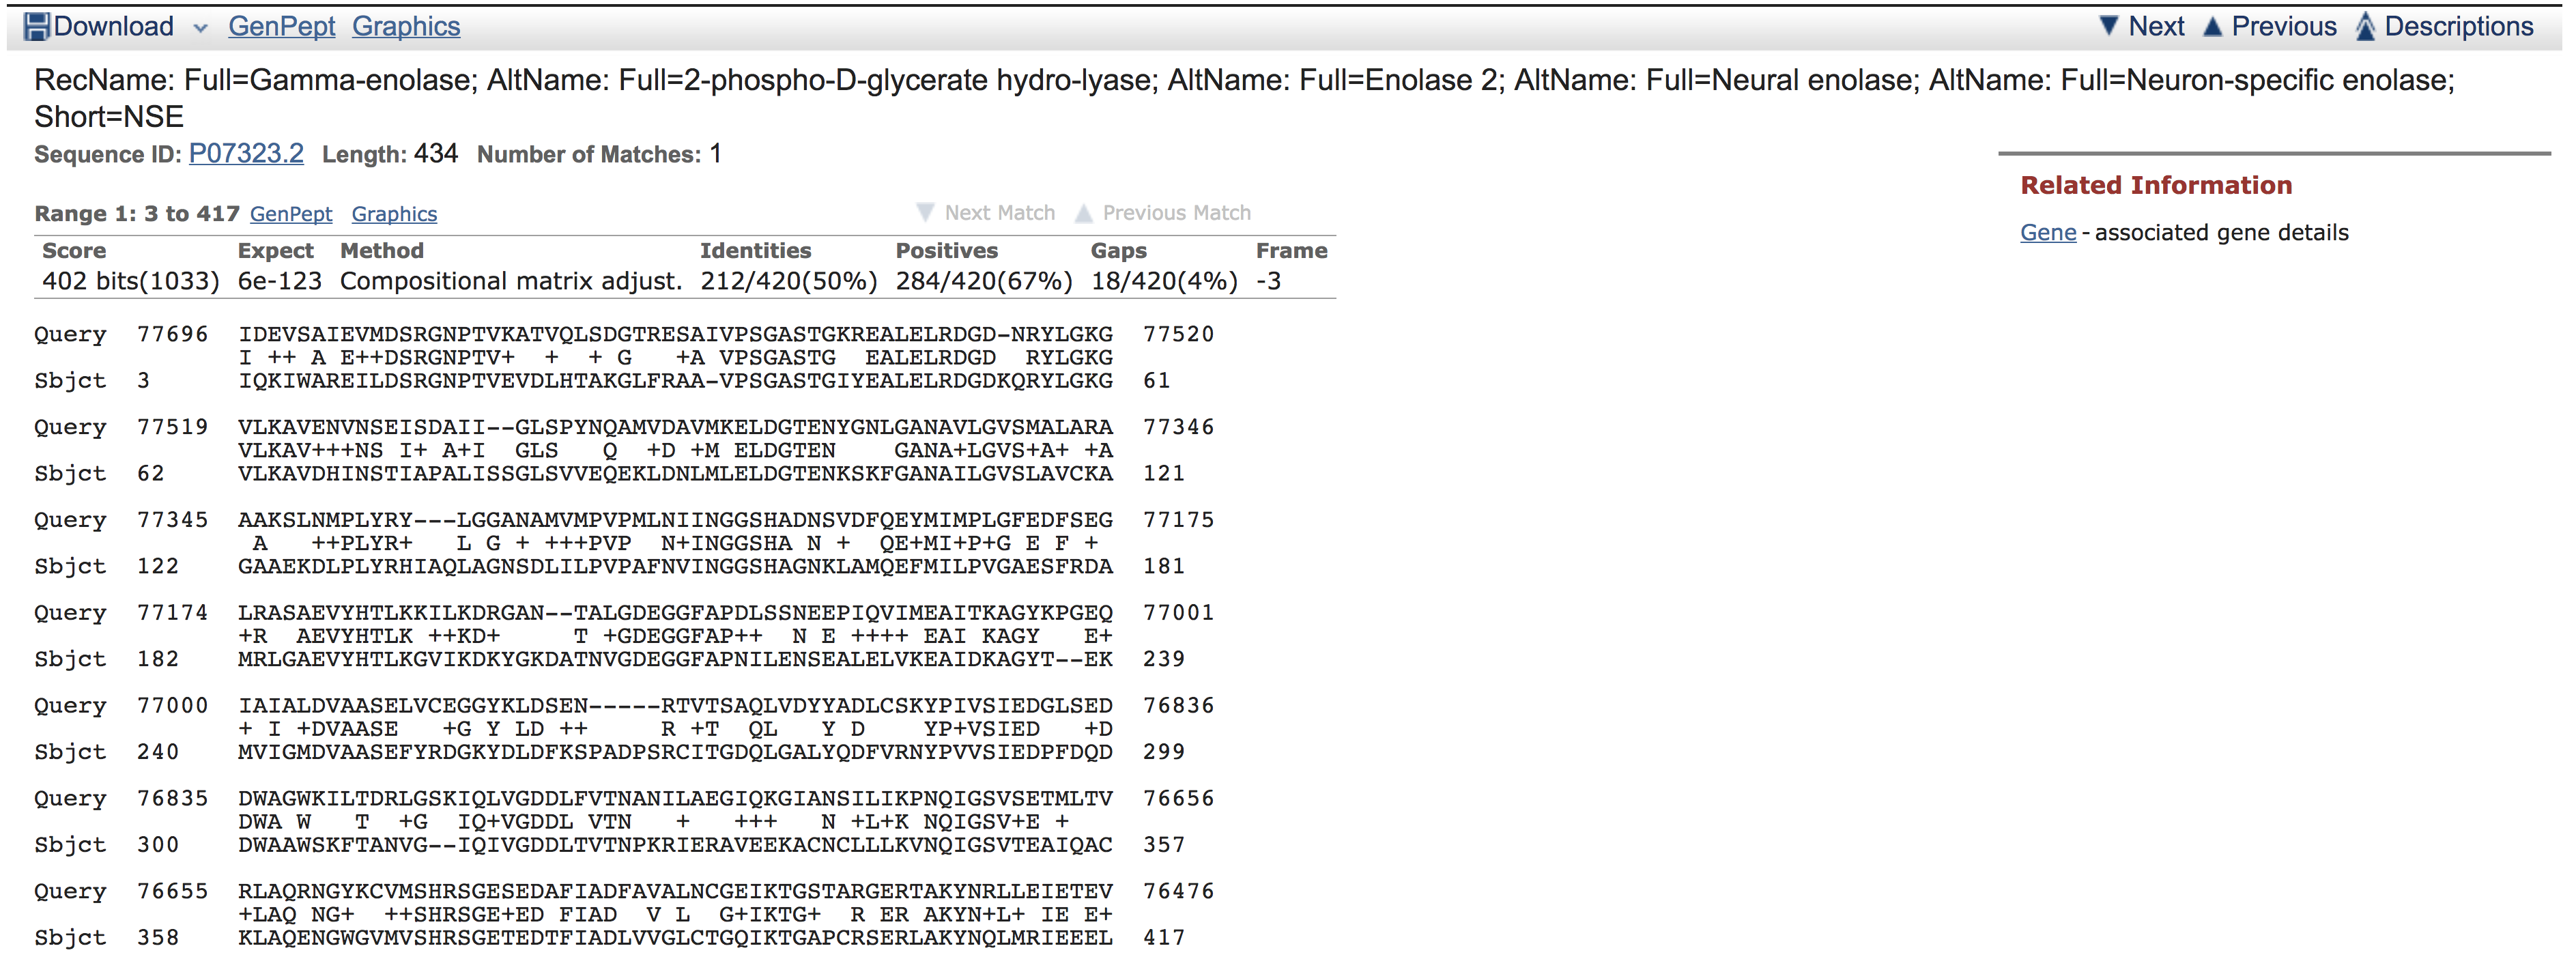 Download GenPept Graphics Next Previous Descriptions
RecName: Full=Gamma-enolase; AltName: Full=2-phospho-D-glycerate hydro-lyase; AltName: Full=Enolase 2; AltName: Full=Neural enolase; AltName: Full=Neuron-specific enolase;
Short=NSE
Sequence ID: P07323.2 Length: 434 Number of Matches: 1
Related Information
Gene - associated gene details
Range 1: 3 to 417 GenPept Graphics Next Match Previous Match
Score Expect Method Identities Positives Gaps Frame
402 bits(1033) 6e-123 Compositional matrix adjust. 212/420(50%) 284/420(67%) 18/420(4%) -3
Query 77696 IDEVSAIEVMDSRGNPTVKATVQLSDGTRESAIVPSGASTGKREALELRDGD-NRYLGKG 77520
I ++ A E++DSRGNPTV+ + + G +A VPSGASTG EALELRDGD RYLGKG
Sbjct 3 IQKIWAREILDSRGNPTVEVDLHTAKGLFRAA-VPSGASTGIYEALELRDGDKQRYLGKG 61
Query 77519 VLKAVENVNSEISDAII--GLSPYNQAMVDAVMKELDGTENYGNLGANAVLGVSMALARA 77346
VLKAV+++NS I+ A+I GLS Q +D +M ELDGTEN GANA+LGVS+A+ +A
Sbjct 62 VLKAVDHINSTIAPALISSGLSVVEQEKLDNLMLELDGTENKSKFGANAILGVSLAVCKA 121
Query 77345 AAKSLNMPLYRY---LGGANAMVMPVPMLNIINGGSHADNSVDFQEYMIMPLGFEDFSEG 77175
A ++PLYR+ L G + +++PVP N+INGGSHA N + QE+MI+P+G E F +
Sbjct 122 GAAEKDLPLYRHIAQLAGNSDLILPVPAFNVINGGSHAGNKLAMQEFMILPVGAESFRDA 181
Query 77174 LRASAEVYHTLKKILKDRGAN--TALGDEGGFAPDLSSNEEPIQVIMEAITKAGYKPGEQ 77001
+R AEVYHTLK ++KD+ T +GDEGGFAP++ N E ++++ EAI KAGY E+
Sbjct 182 MRLGAEVYHTLKGVIKDKYGKDATNVGDEGGFAPNILENSEALELVKEAIDKAGYT--EK 239
Query 77000 IAIALDVAASELVCEGGYKLDSEN-----RTVTSAQLVDYYADLCSKYPIVSIEDGLSED 76836
+ I +DVAASE +G Y LD ++ R +T QL Y D YP+VSIED +D
Sbjct 240 MVIGMDVAASEFYRDGKYDLDFKSPADPSRCITGDQLGALYQDFVRNYPVVSIEDPFDQD 299
Query 76835 DWAGWKILTDRLGSKIQLVGDDLFVTNANILAEGIQKGIANSILIKPNQIGSVSETMLTV 76656
DWA W T +G IQ+VGDDL VTN + +++ N +L+K NQIGSV+E +
Sbjct 300 DWAAWSKFTANVG--IQIVGDDLTVTNPKRIERAVEEKACNCLLLKVNQIGSVTEAIQAC 357
Query 76655 RLAQRNGYKCVMSHRSGESEDAFIADFAVALNCGEIKTGSTARGERTAKYNRLLEIETEV 76476
+LAQ NG+ ++SHRSGE+ED FIAD V L G+IKTG+ R ER AKYN+L+ IE E+
Sbjct 358 KLAQENGWGVMVSHRSGETEDTFIADLVVGLCTGQIKTGAPCRSERLAKYNQLMRIEEEL 417